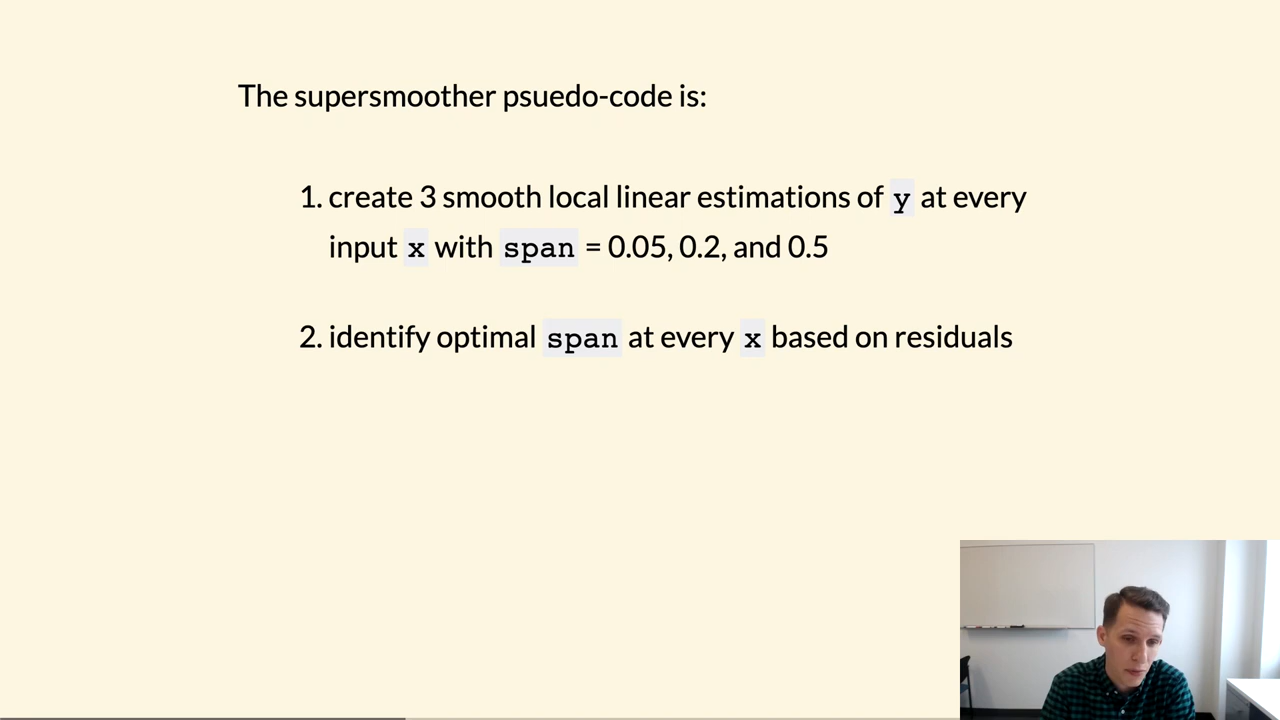 The supersmoother psuedo-code is:
1. create 3 smooth local linear estimations of y at every
input x with span = 0.05, 0.2, and 0.5
2. identify optimal span at every x based on residuals